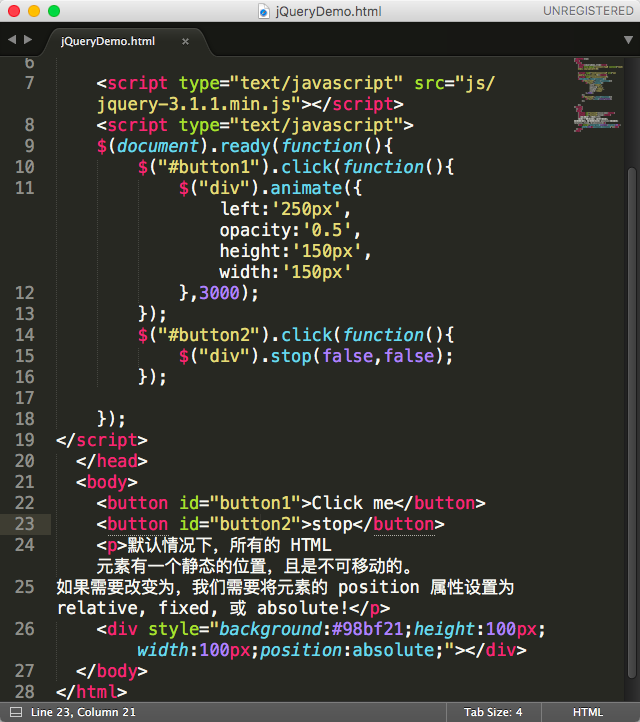 jQueryDemo.html
UNREGISTERED
jQueryDemo.html ×
6
7 <script type="text/javascript" src="js/
jquery-3.1.1.min.js"></script>
8 <script type="text/javascript">
9 $(document).ready(function(){
10 $("#button1").click(function(){
11 $("div").animate({
left:'250px',
opacity:'0.5',
height:'150px',
width:'150px'
12 },3000);
13 });
14 $("#button2").click(function(){
15 $("div").stop(false,false);
16 });
17
18 });
19 </script>
20 </head>
21 <body>
22 <button id="button1">Click me</button>
23 <button id="button2">stop</button>
24 <p>默认情况下，所有的 HTML
元素有一个静态的位置，且是不可移动的。
25 如果需要改变为，我们需要将元素的 position 属性设置为
relative, fixed, 或 absolute!</p>
26 <div style="background:#98bf21;height:100px;
width:100px;position:absolute;"></div>
27 </body>
28 </html>
Line 23, Column 21
Tab Size: 4
HTML